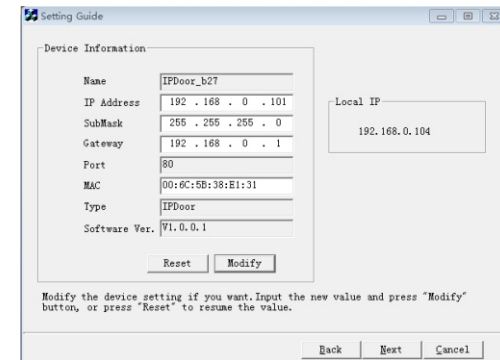 Setting Guide
Device Information
Name IPDoor_b27
IP Address 192 . 168 . 0 . 101
SubMask 255 . 255 . 255 . 0
Gateway 192 . 168 . 0 . 1
Port 80
MAC 00:6C:5B:38:E1:31
Type IPDoor
Software Ver. V1.0.0.1
Reset Modify
Local IP
192.168.0.104
Modify the device setting if you want.Input the new value and press "Modify"
button, or press "Reset" to resume the value.
Back Next Cancel